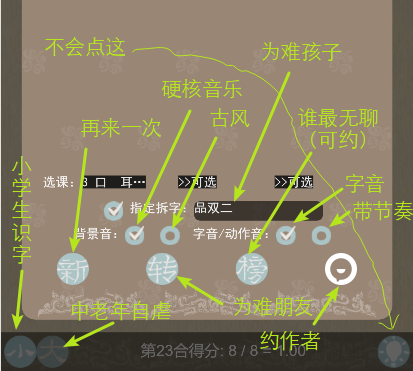 不会点这
为难孩子
硬核音乐
古风
谁最无聊
（可约）
再来一次
小学生识字
选课：3 口 耳… >>可选 >>可选
字音
指定拆字：品双二
带节奏
背景音： 字音/动作音：
新 转 榜
中老年自虐
为难朋友
约作者
小 大 第23合得分: 8 / 8 = 1.00